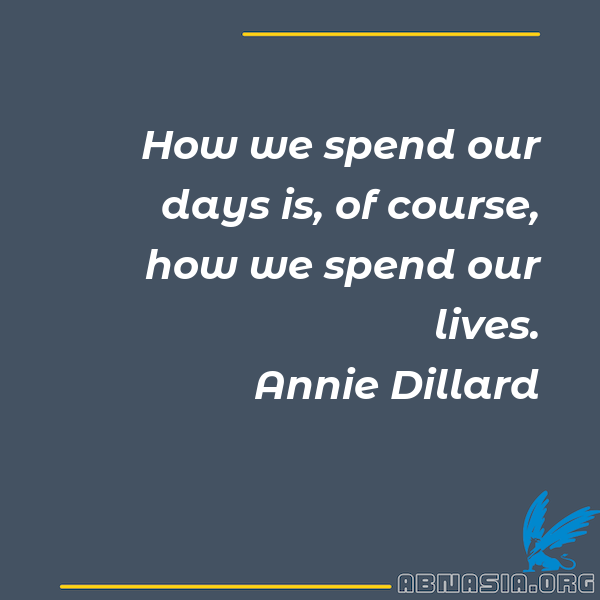 How we spend our
days is, of course,
how we spend our
lives.
Annie Dillard
ABNASIA.ORG